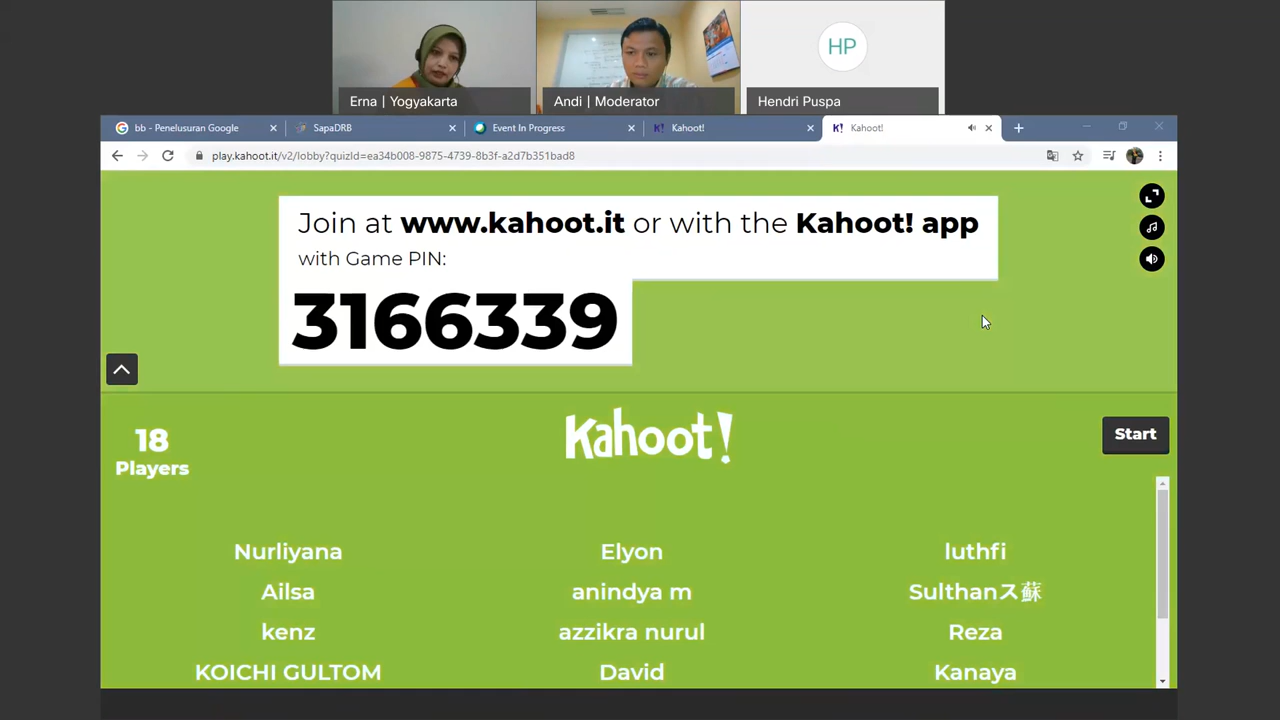 HP
Erna | Yogyakarta
Andi | Moderator
Hendri Puspa
bb - Penelusuran Google
SapaDRB
Event In Progress
Kahoot!
Kahoot!
play.kahoot.it/v2/lobby?quizId=ea34b008-9875-4739-8b3f-a2d7b351bad8
Join at www.kahoot.it or with the Kahoot! app
with Game PIN:
3166339
18
Players
Kahoot!
Start
Nurliyana
Elyon
luthfi
Ailsa
anindya m
Sulthanス蘇
kenz
azzikra nurul
Reza
KOICHI GULTOM
David
Kanaya